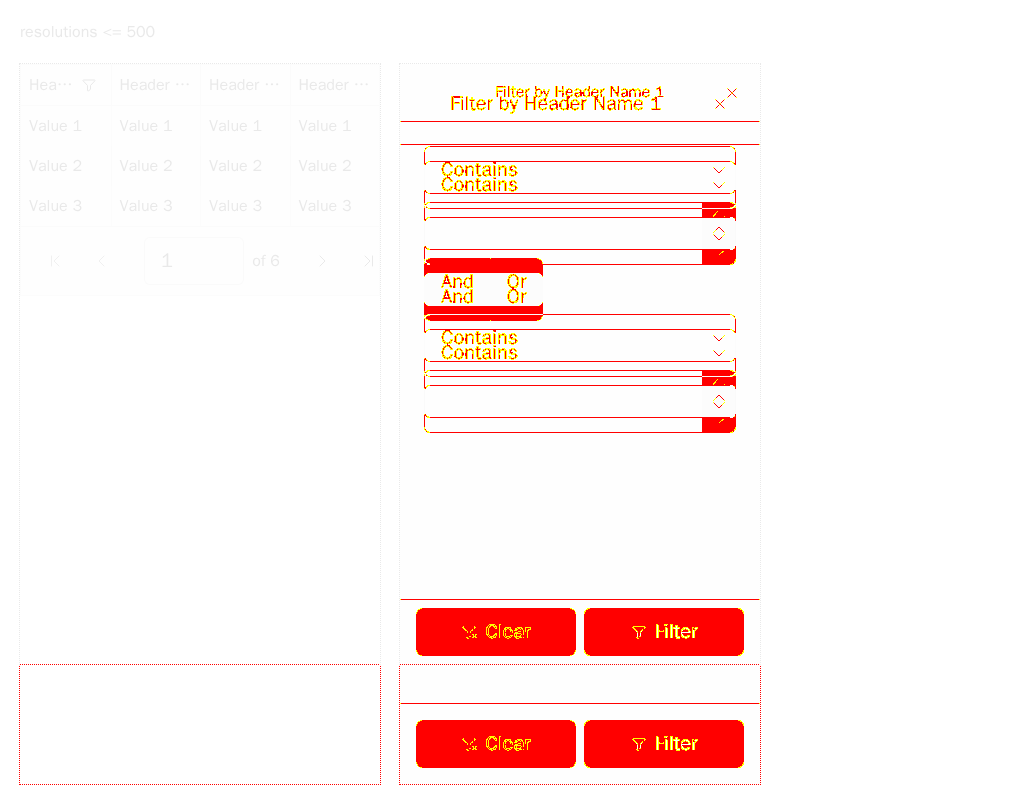 resolutions <= 500
Hea... Header ... Header ... Header ...
Value 1 Value 1 Value 1 Value 1
Value 2 Value 2 Value 2 Value 2
Value 3 Value 3 Value 3 Value 3
1 of 6
Filter by Header Name 1
Filter by Header Name 1
Contains
Contains
And Or
And Or
Contains
Contains
Clear Filter
Clear Filter